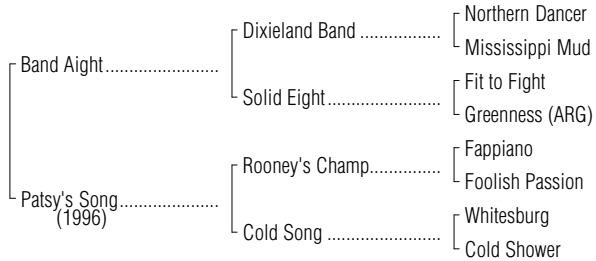 Northern Dancer
Dixieland Band ..................
Mississippi Mud
Band Aight.........................
Fit to Fight
Solid Eight.........................
Greenness (ARG)
Fappiano
Rooney's Champ................
Foolish Passion
Patsy's Song......................
(1996)
Whitesburg
Cold Song .........................
Cold Shower